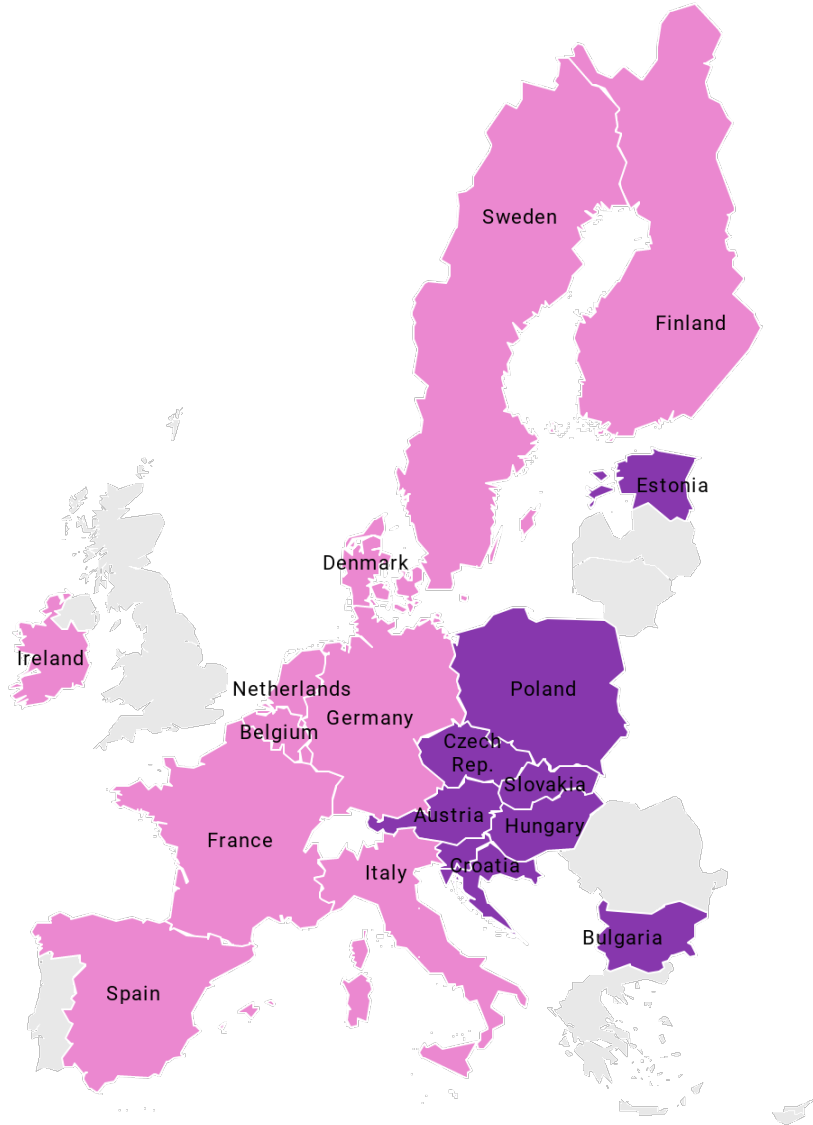 Sweden
Finland
Estonia
Denmark
Ireland
Netherlands
Poland
Germany
Belgium
Czech
Rep.
Slovakia
Austria
Hungary
France
Croatia
Italy
Bulgaria
Spain